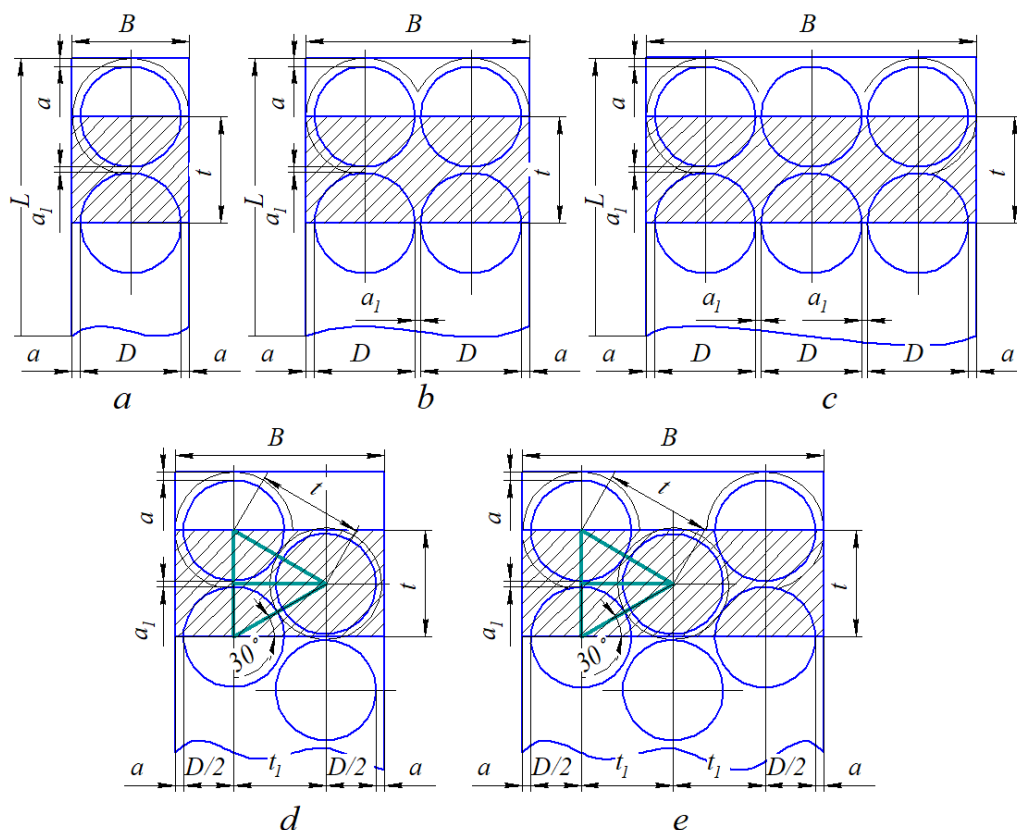 B B B
a a a
t t t
L L L
a₁ a₁ a₁
a₁ a₁ a₁
a D a D D a D D D a
a b c
B B
t t
a a
t t
a₁ a₁
30° 30°
a D/2 t₁ D/2 a D/2 t₁ t₁ D/2 a
d e